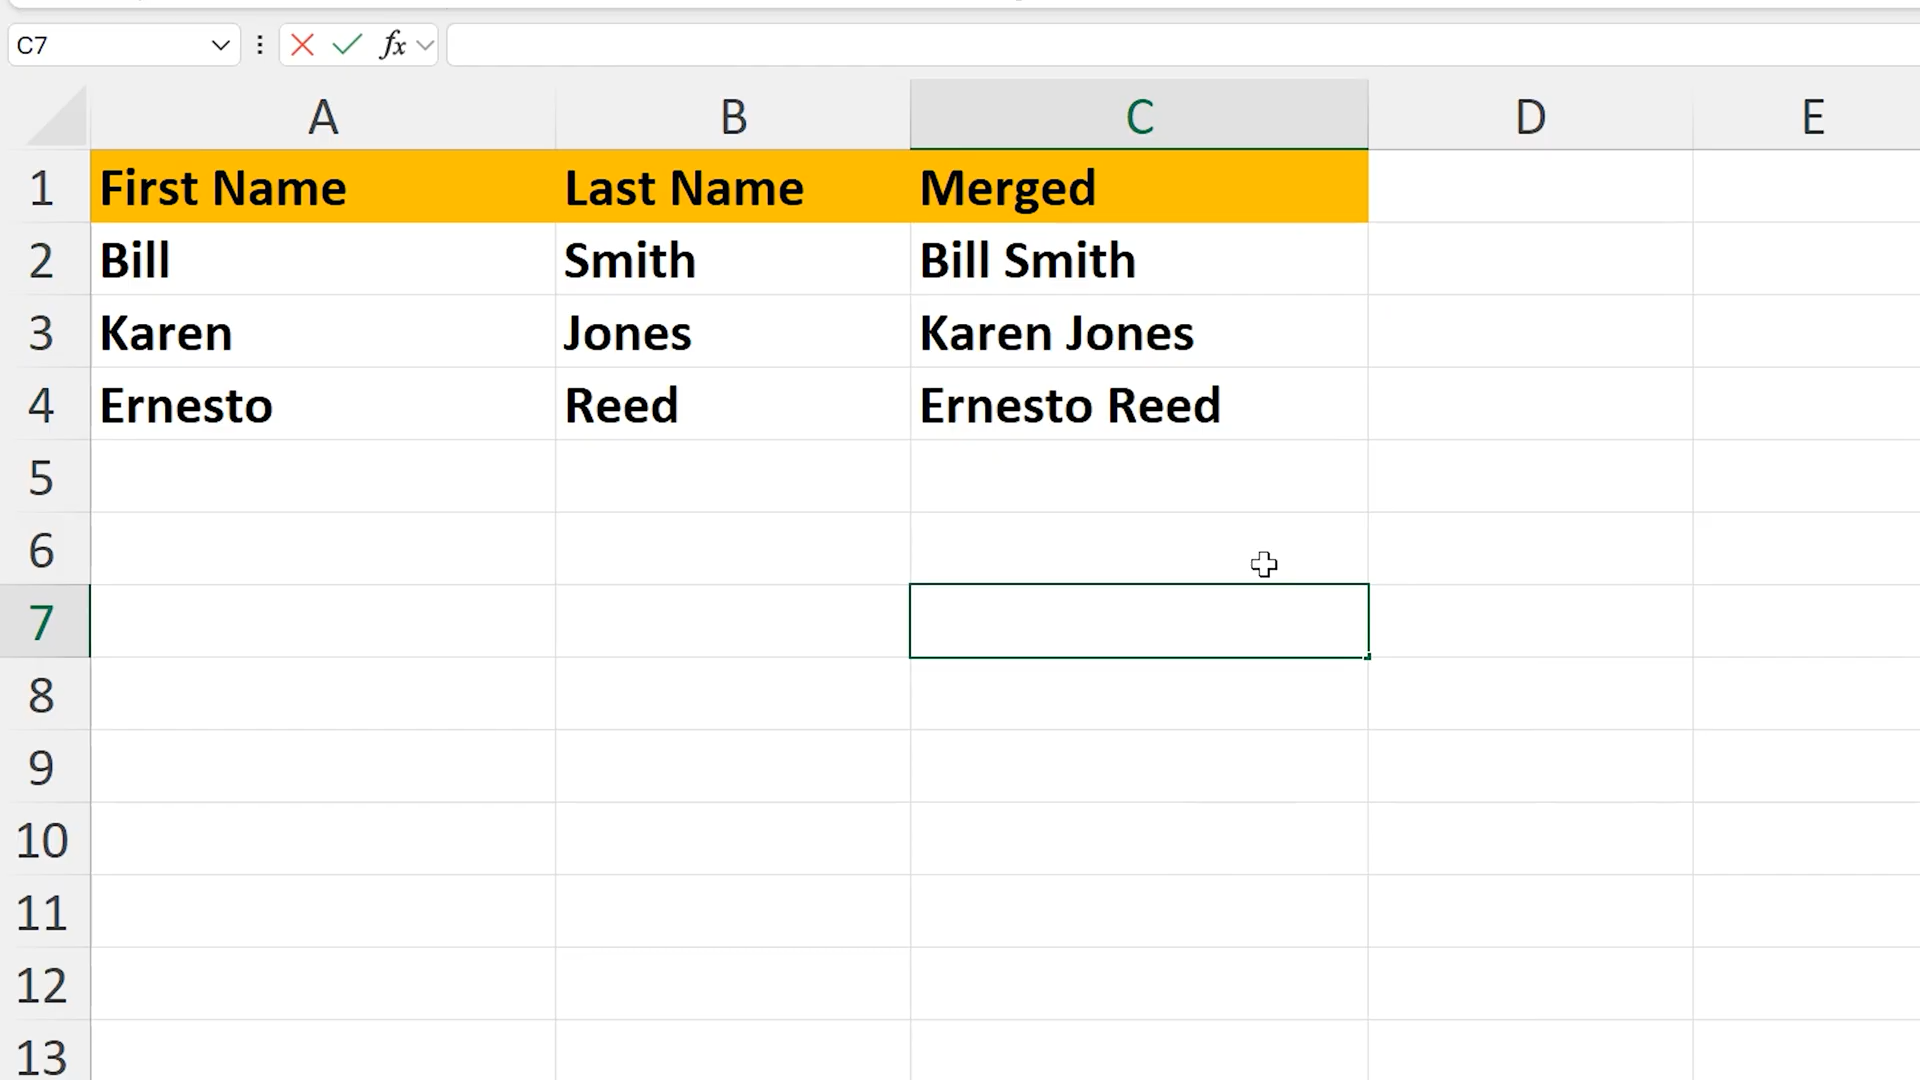 C7 fx
A B C D E
1 First Name Last Name Merged
2 Bill Smith Bill Smith
3 Karen Jones Karen Jones
4 Ernesto Reed Ernesto Reed
5
6
7
8
9
10
11
12
13